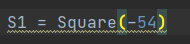 S1 = Square(-54)